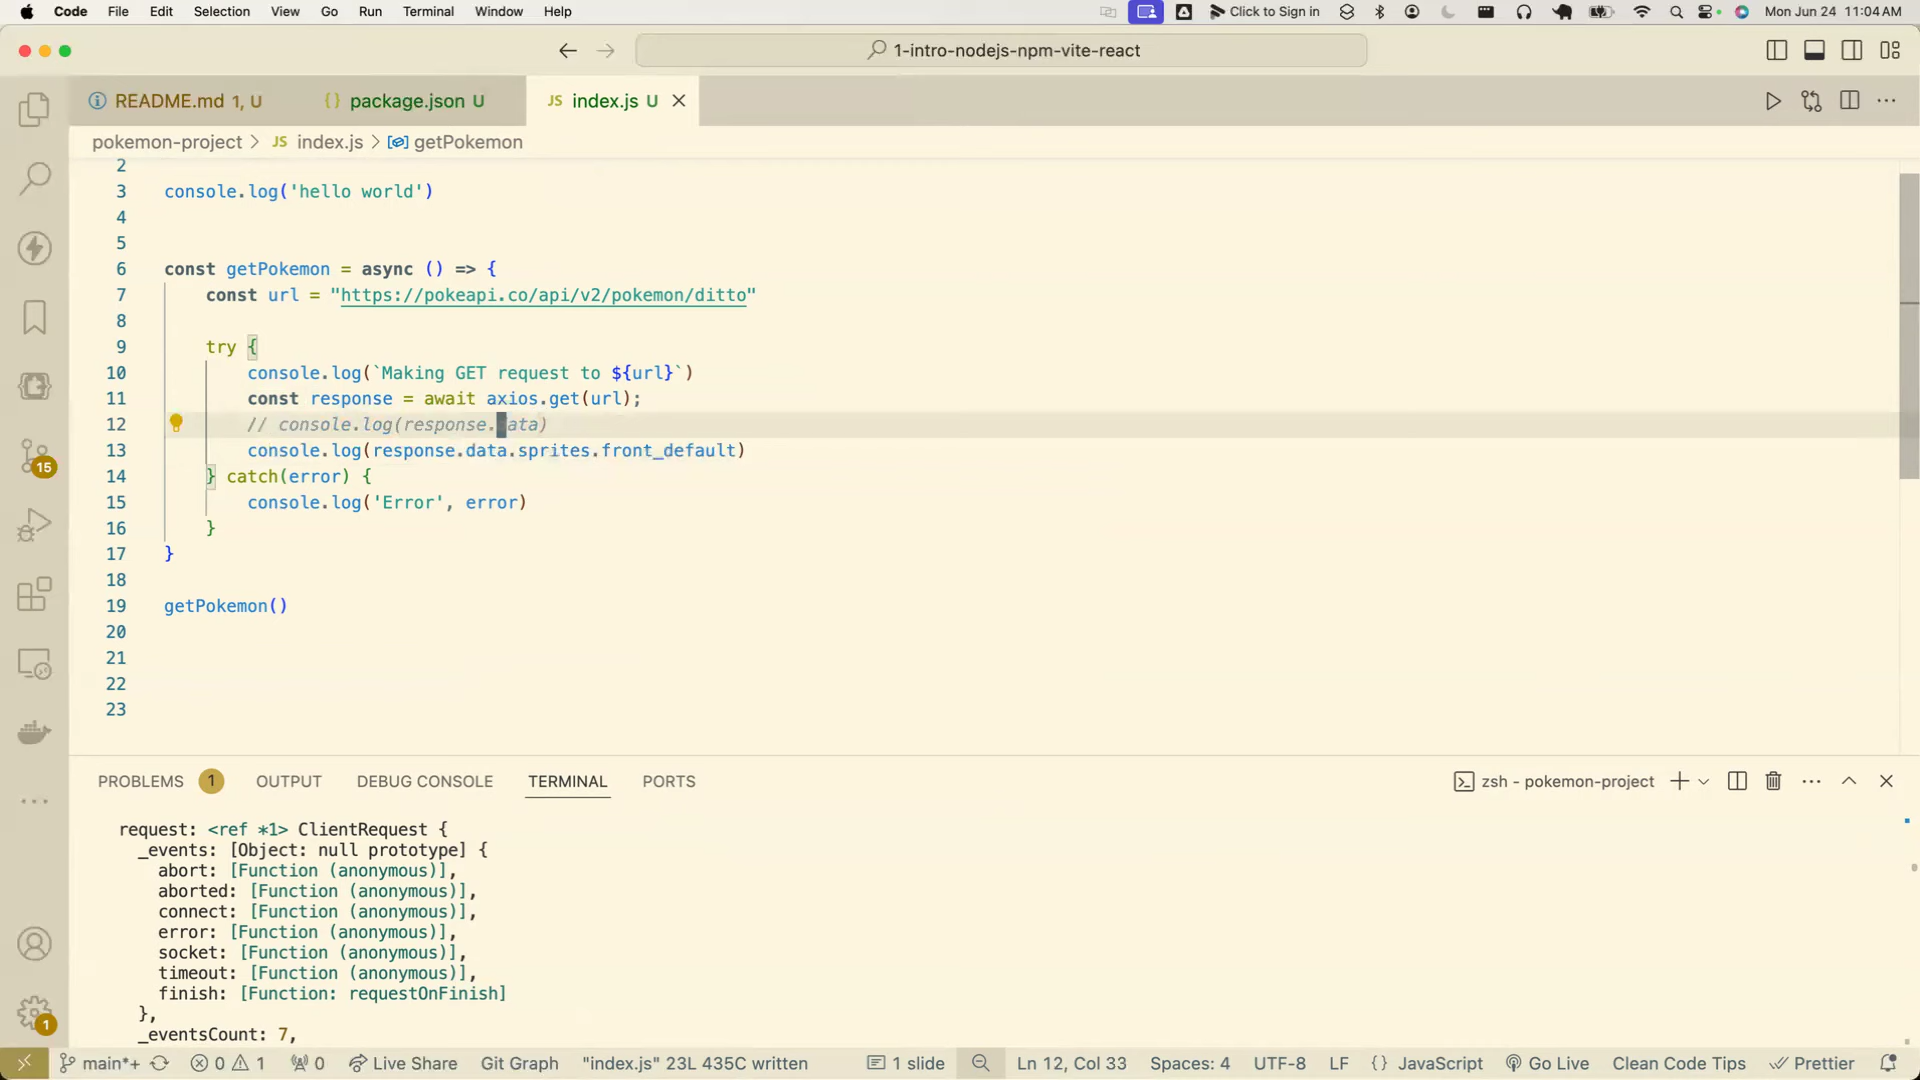 Code File Edit Selection View Go Run Terminal Window Help Click to Sign in Mon Jun 24 11:04 AM
1-intro-nodejs-npm-vite-react
README.md 1, U {} package.json U JS index.js U
pokemon-project > JS index.js > getPokemon
2
3 console.log('hello world')
4
5
6 const getPokemon = async () => {
7 const url = "https://pokeapi.co/api/v2/pokemon/ditto"
8
9 try {
10 console.log(`Making GET request to ${url}`)
11 const response = await axios.get(url);
12 // console.log(response.data)
13 console.log(response.data.sprites.front_default)
14 } catch(error) {
15 console.log('Error', error)
16 }
17 }
18
19 getPokemon()
20
21
22
23
15
1
PROBLEMS 1 OUTPUT DEBUG CONSOLE TERMINAL PORTS zsh - pokemon-project
request: <ref *1> ClientRequest {
_events: [Object: null prototype] {
abort: [Function (anonymous)],
aborted: [Function (anonymous)],
connect: [Function (anonymous)],
error: [Function (anonymous)],
socket: [Function (anonymous)],
timeout: [Function (anonymous)],
finish: [Function: requestOnFinish]
},
_eventsCount: 7,
main*+ 0 1 0 Live Share Git Graph "index.js" 23L 435C written 1 slide Ln 12, Col 33 Spaces: 4 UTF-8 LF {} JavaScript Go Live Clean Code Tips Prettier